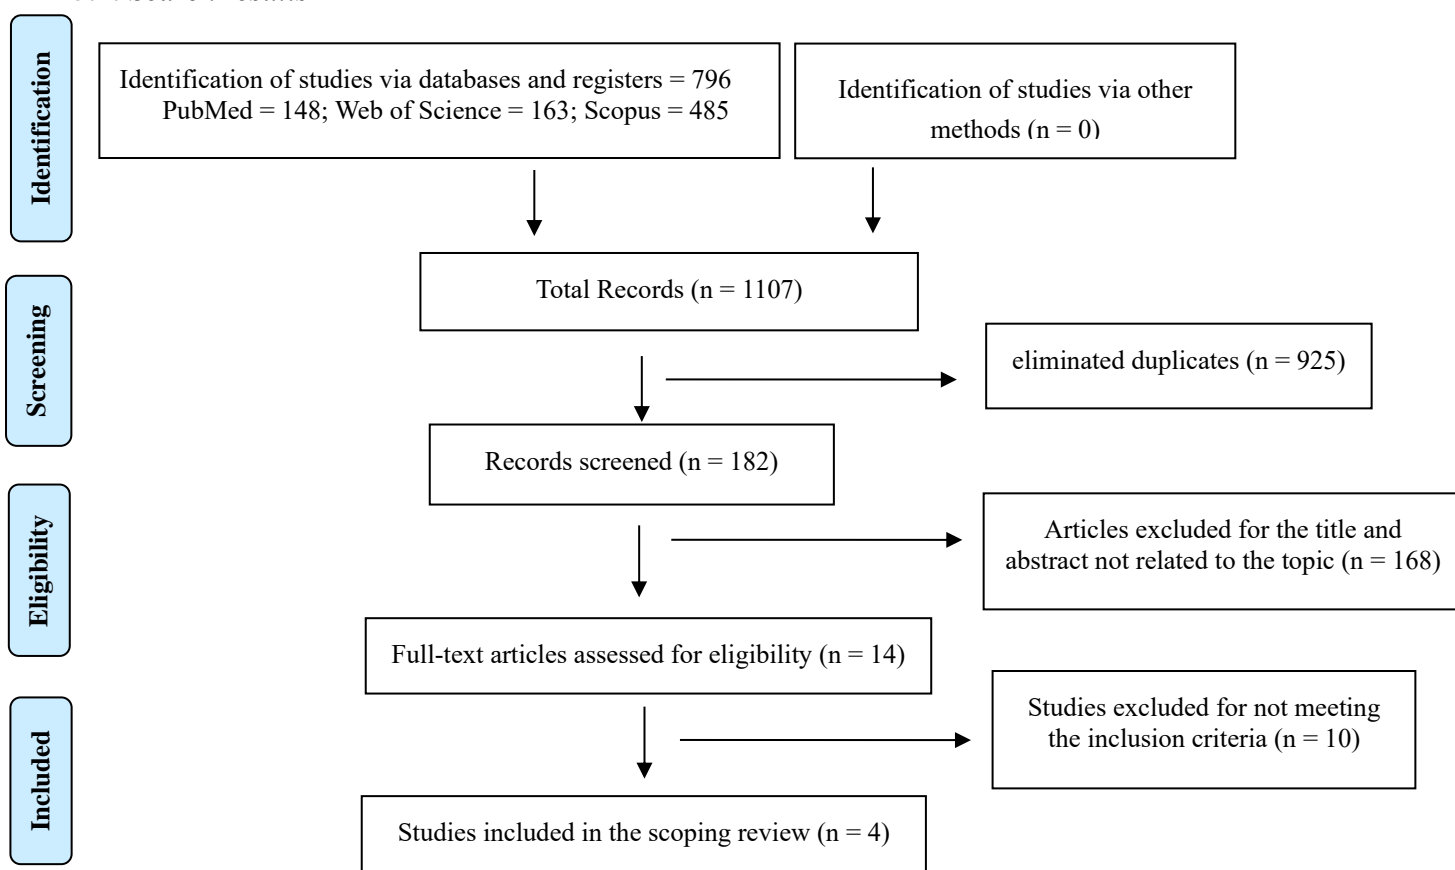 Identification
Identification of studies via databases and registers = 796
PubMed = 148; Web of Science = 163; Scopus = 485
Identification of studies via other
methods (n = 0)
Total Records (n = 1107)
Screening
eliminated duplicates (n = 925)
Records screened (n = 182)
Eligibility
Articles excluded for the title and
abstract not related to the topic (n = 168)
Full-text articles assessed for eligibility (n = 14)
Studies excluded for not meeting
the inclusion criteria (n = 10)
Included
Studies included in the scoping review (n = 4)